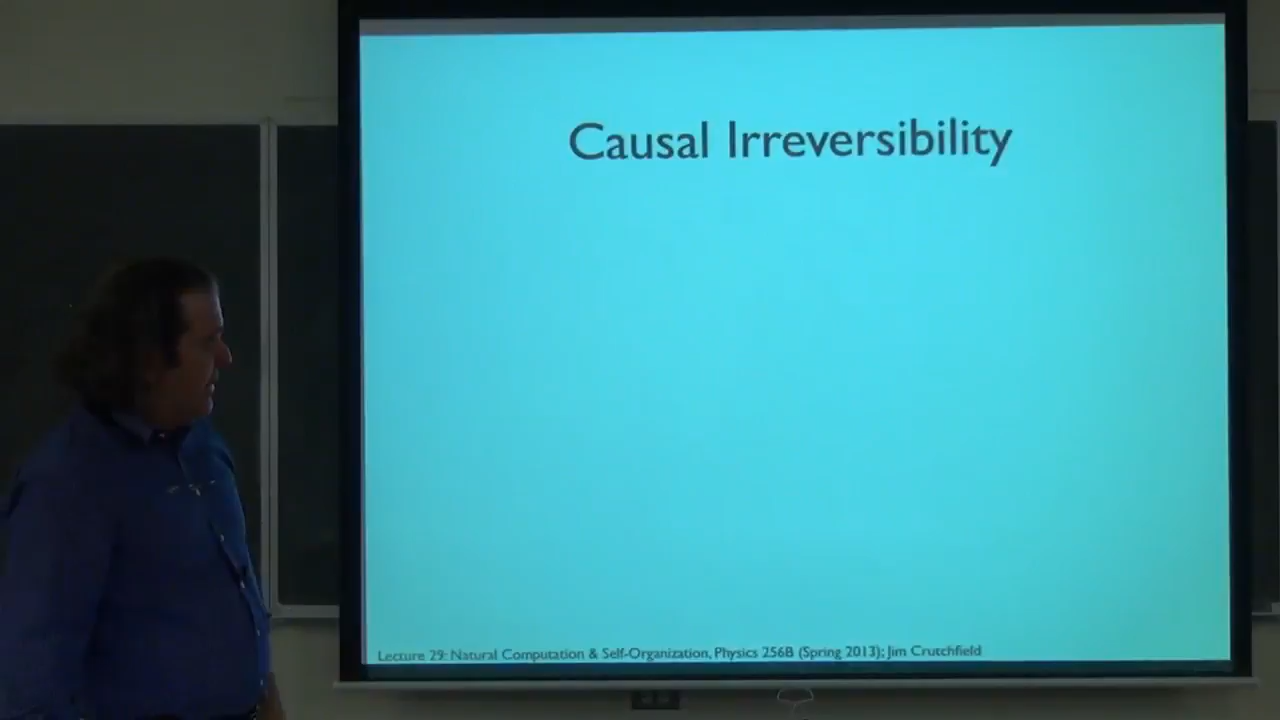 Causal Irreversibility
Lecture 29: Natural Computation & Self-Organization, Physics 256B (Spring 2013); Jim Crutchfield